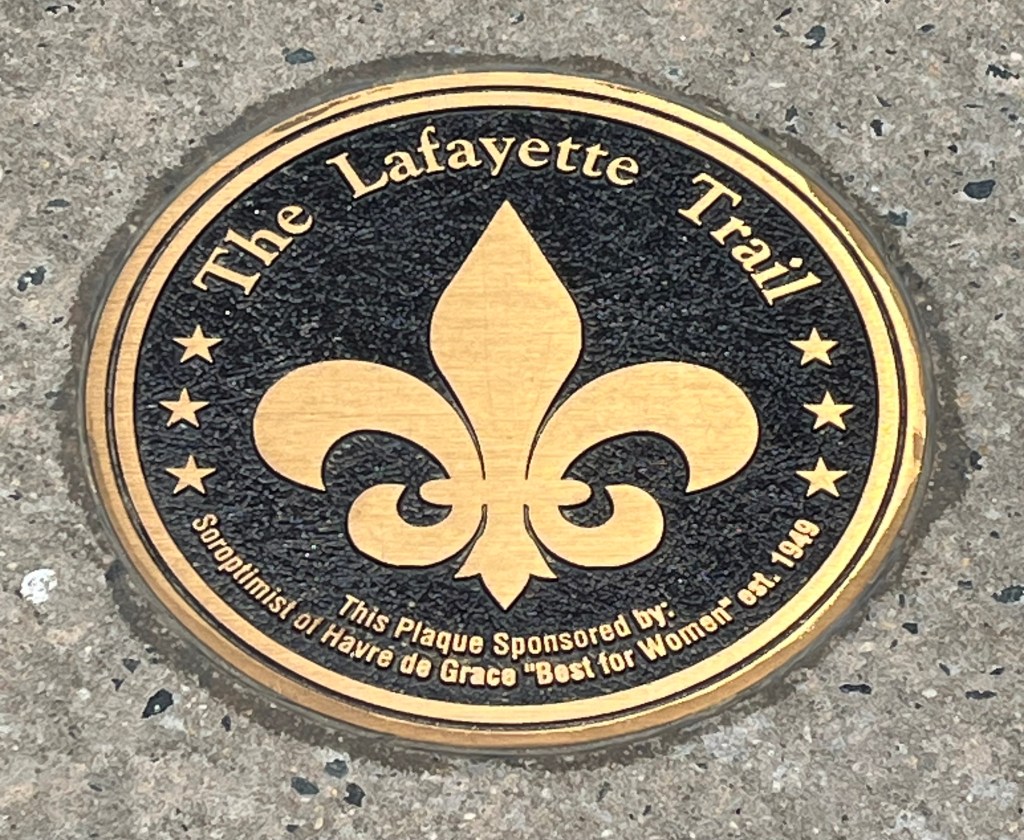 The Lafayette Trail
This Plaque Sponsored by:
Soroptimist of Havre de Grace "Best for Women" est. 1949